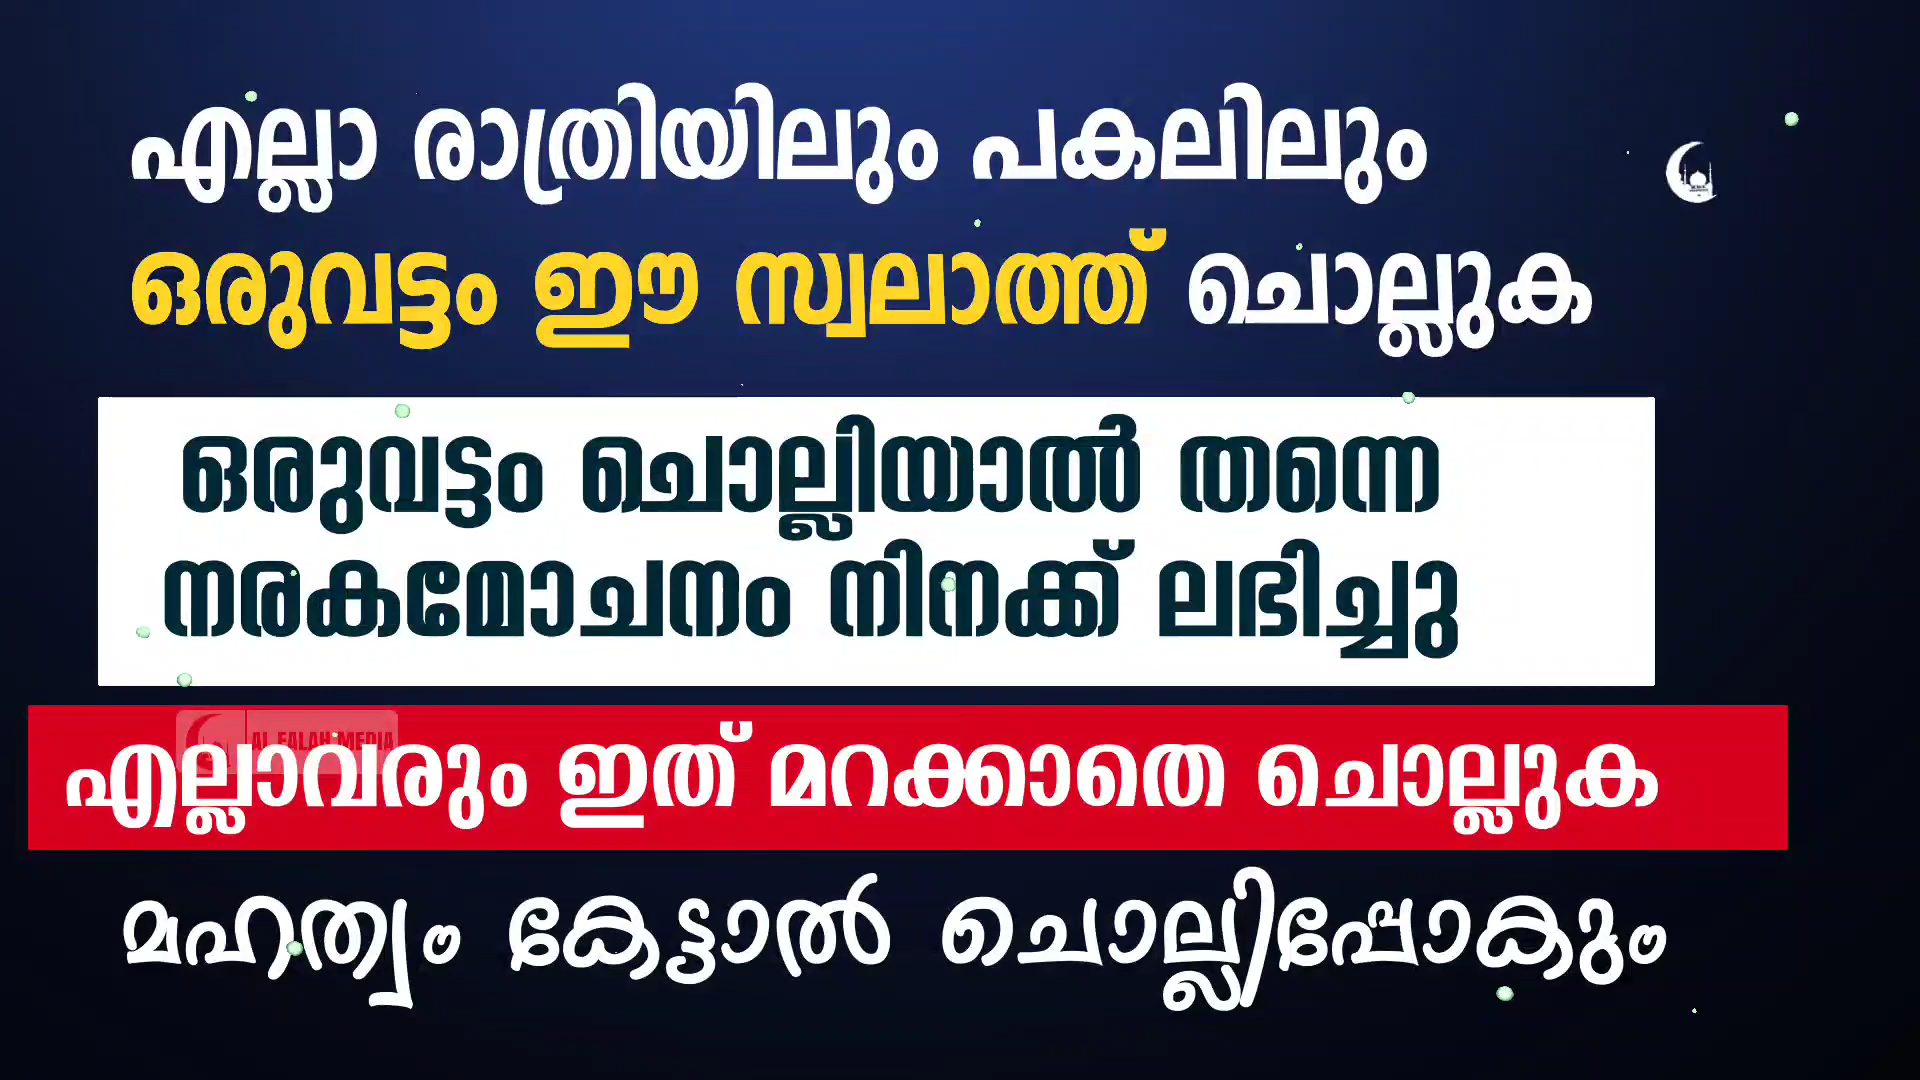 എല്ലാ രാത്രിയിലും പകലിലും
ഒരുവട്ടം ഈ സ്വലാത്ത് ചൊല്ലുക
ഒരുവട്ടം ചൊല്ലിയാൽ തന്നെ
നരകമോചനം നിനക്ക് ലഭിച്ചു
AL FALAH MEDIA
എല്ലാവരും ഇത് മറക്കാതെ ചൊല്ലുക
മഹത്വം കേട്ടാൽ ചൊല്ലിപ്പോകും